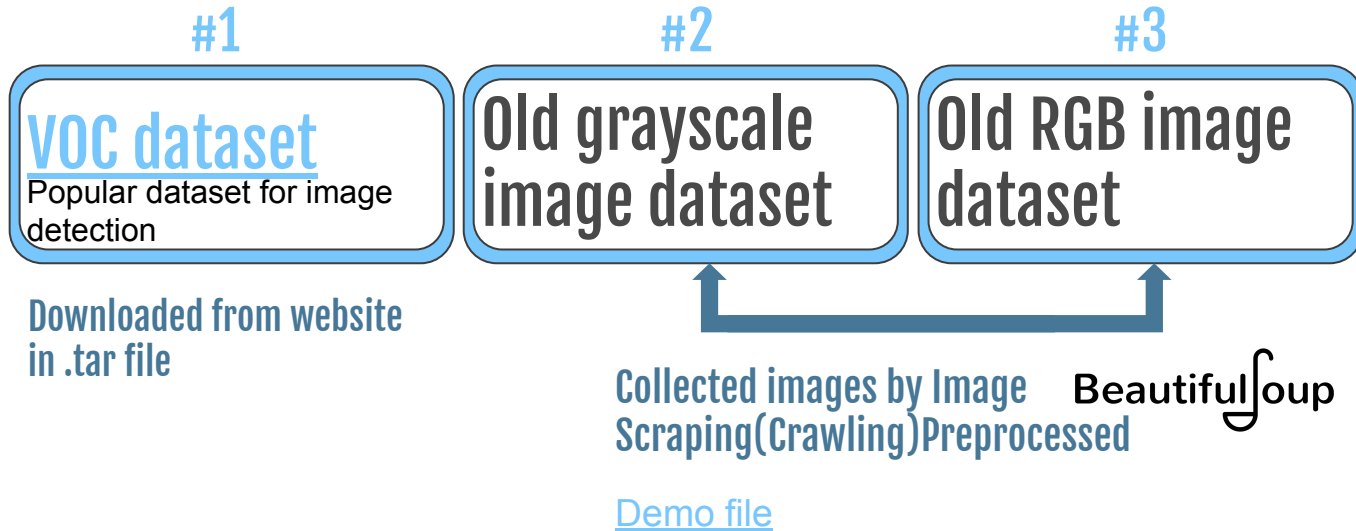 #1
#2
#3
VOC dataset
Popular dataset for image
detection
Old grayscale
image dataset
Old RGB image
dataset
Downloaded from website
in .tar file
Collected images by Image
Scraping(Crawling)Preprocessed
BeautifulSoup
Demo file